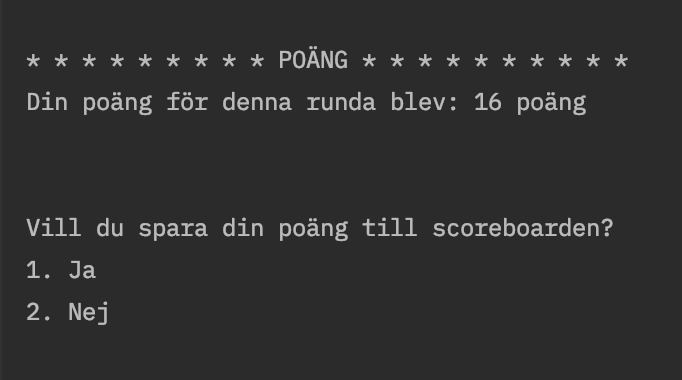 * * * * * * * * * POÄNG * * * * * * * * * *
Din poäng för denna runda blev: 16 poäng
Vill du spara din poäng till scoreboarden?
1. Ja
2. Nej